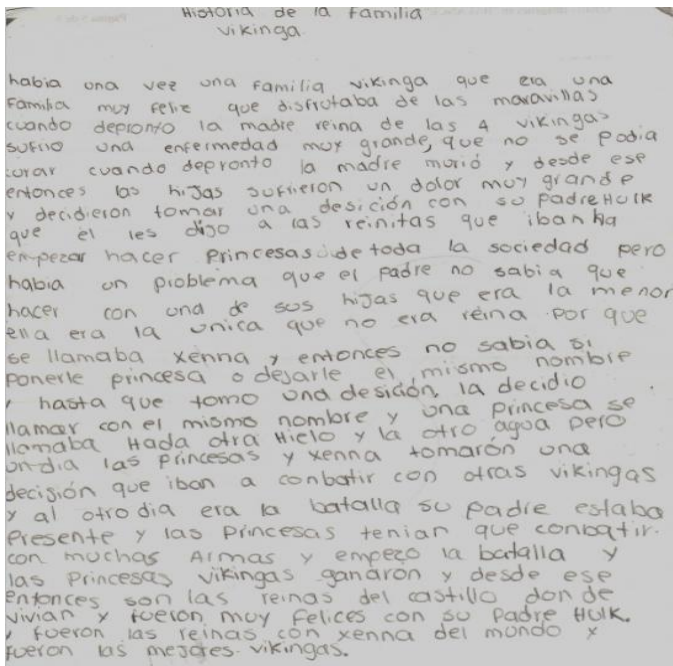 Historia de la familia
vikinga.
habia una vez una familia vikinga que era una
familia muy feliz que disfrutaba de las maravillas
cuando depronto la madre reina de las 4 vikingas
sufrio una enfermedad muy grande, que no se podia
curar cuando depronto la madre murió y desde ese
entonces las hijas sufrieron un dolor muy grande
y decidieron tomar una desición con su padre Hulk
que el les dijo a las reinitas que iban ha
empezar hacer princesas de toda la sociedad pero
habia un problema que el padre no sabia que
hacer con una de sus hijas que era la menor
ella era la unica que no era reina por que
se llamaba xenna y entonces no sabia si
ponerle princesa o dejarle el mismo nombre
y hasta que tomo una desición, la decidio
llamar con el mismo nombre y una princesa se
llamaba Hada otra Hielo y la otro agua pero
un dia las princesas y xenna tomarón una
decisión que iban a conbatir con otras vikingas
y al otro dia era la batalla su padre estaba
presente y las princesas tenian que conbatir.
con muchas Armas y empezo la batalla y
las princesas vikingas ganarón y desde ese
entonces son las reinas del castillo don de
vivian y fueron muy felices con su padre Hulk.
y fueron las reinas con xenna del mundo y
fueron las mejores vikingas.